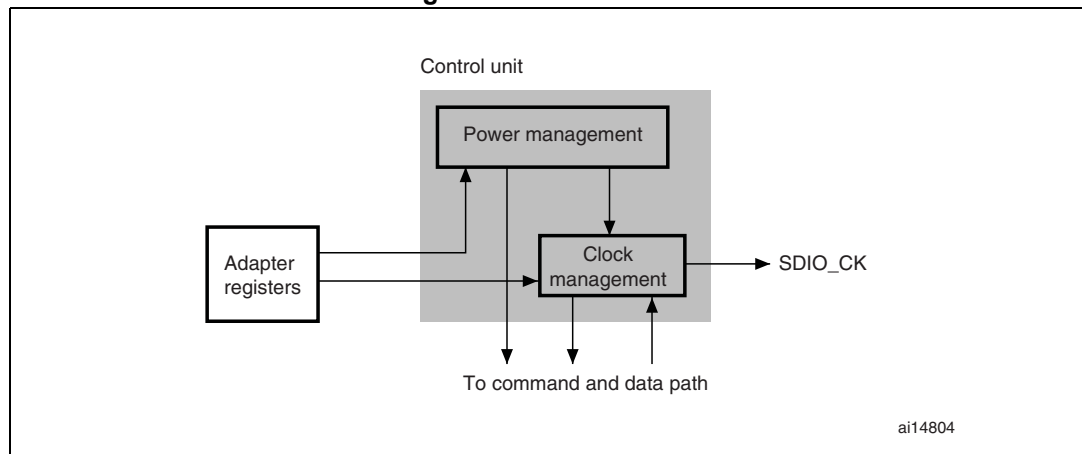 Control unit
Power management
Adapter
registers
Clock
management
SDIO_CK
To command and data path
ai14804